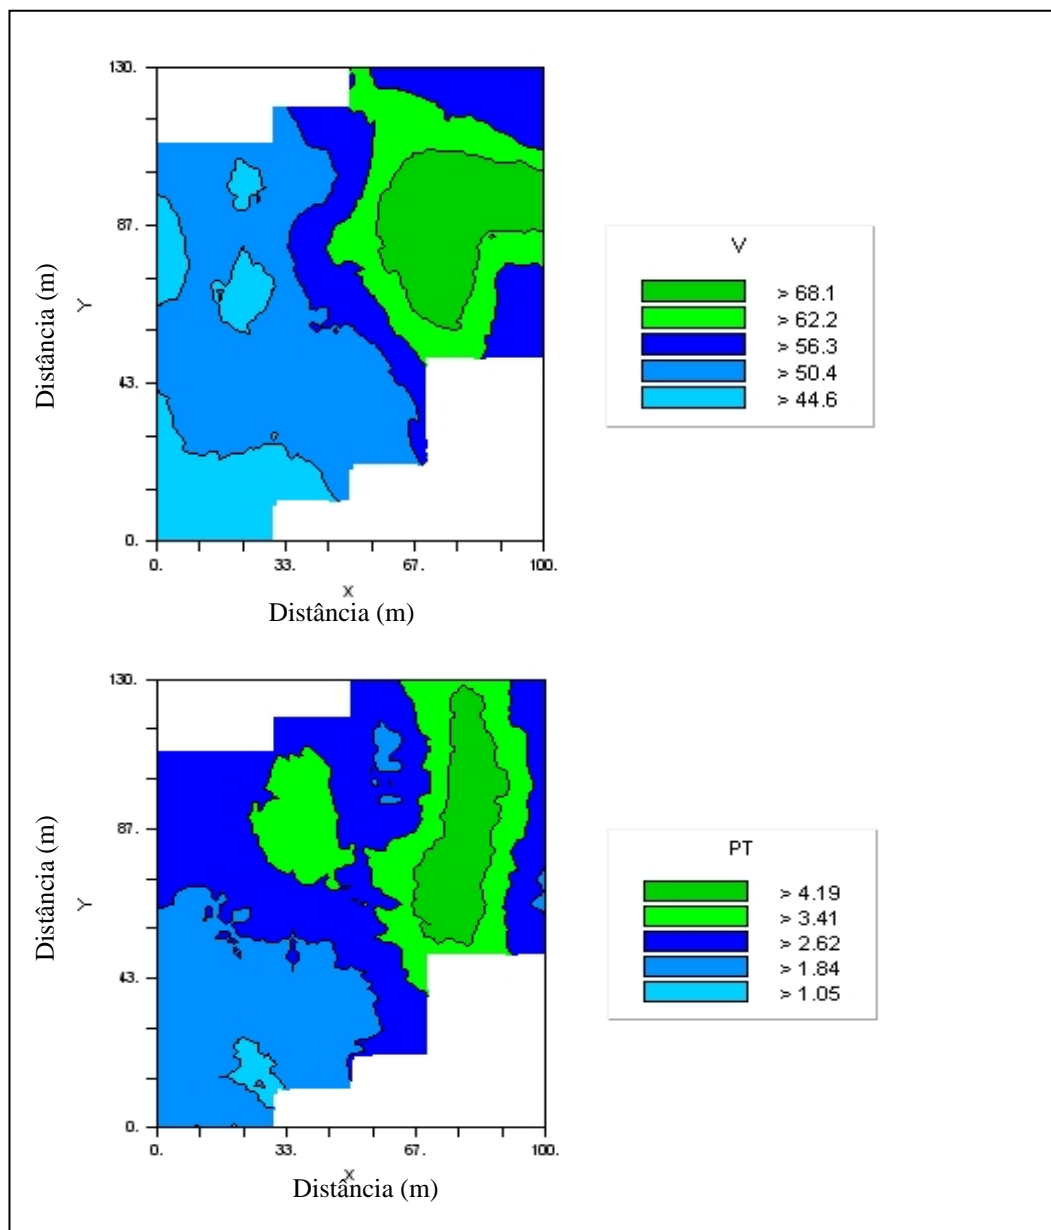 130.
87.
43.
0.
Distância (m)
Y
0. 33. 67. 100.
X
Distância (m)
V
> 68.1
> 62.2
> 56.3
> 50.4
> 44.6
130.
87.
43.
0.
Distância (m)
Y
0. 33. 67. 100.
X
Distância (m)
PT
> 4.19
> 3.41
> 2.62
> 1.84
> 1.05